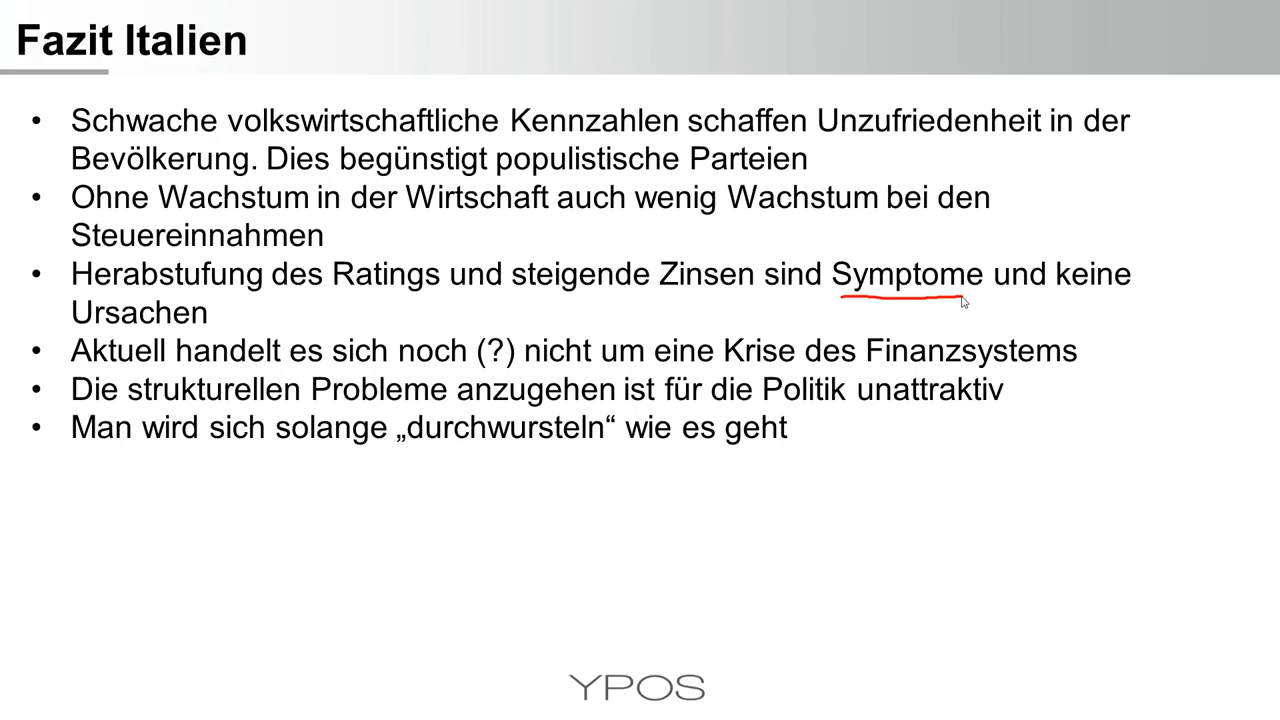 Fazit Italien
• Schwache volkswirtschaftliche Kennzahlen schaffen Unzufriedenheit in der
Bevölkerung. Dies begünstigt populistische Parteien
• Ohne Wachstum in der Wirtschaft auch wenig Wachstum bei den
Steuereinnahmen
• Herabstufung des Ratings und steigende Zinsen sind Symptome und keine
Ursachen
• Aktuell handelt es sich noch (?) nicht um eine Krise des Finanzsystems
• Die strukturellen Probleme anzugehen ist für die Politik unattraktiv
• Man wird sich solange „durchwursteln“ wie es geht
YPOS